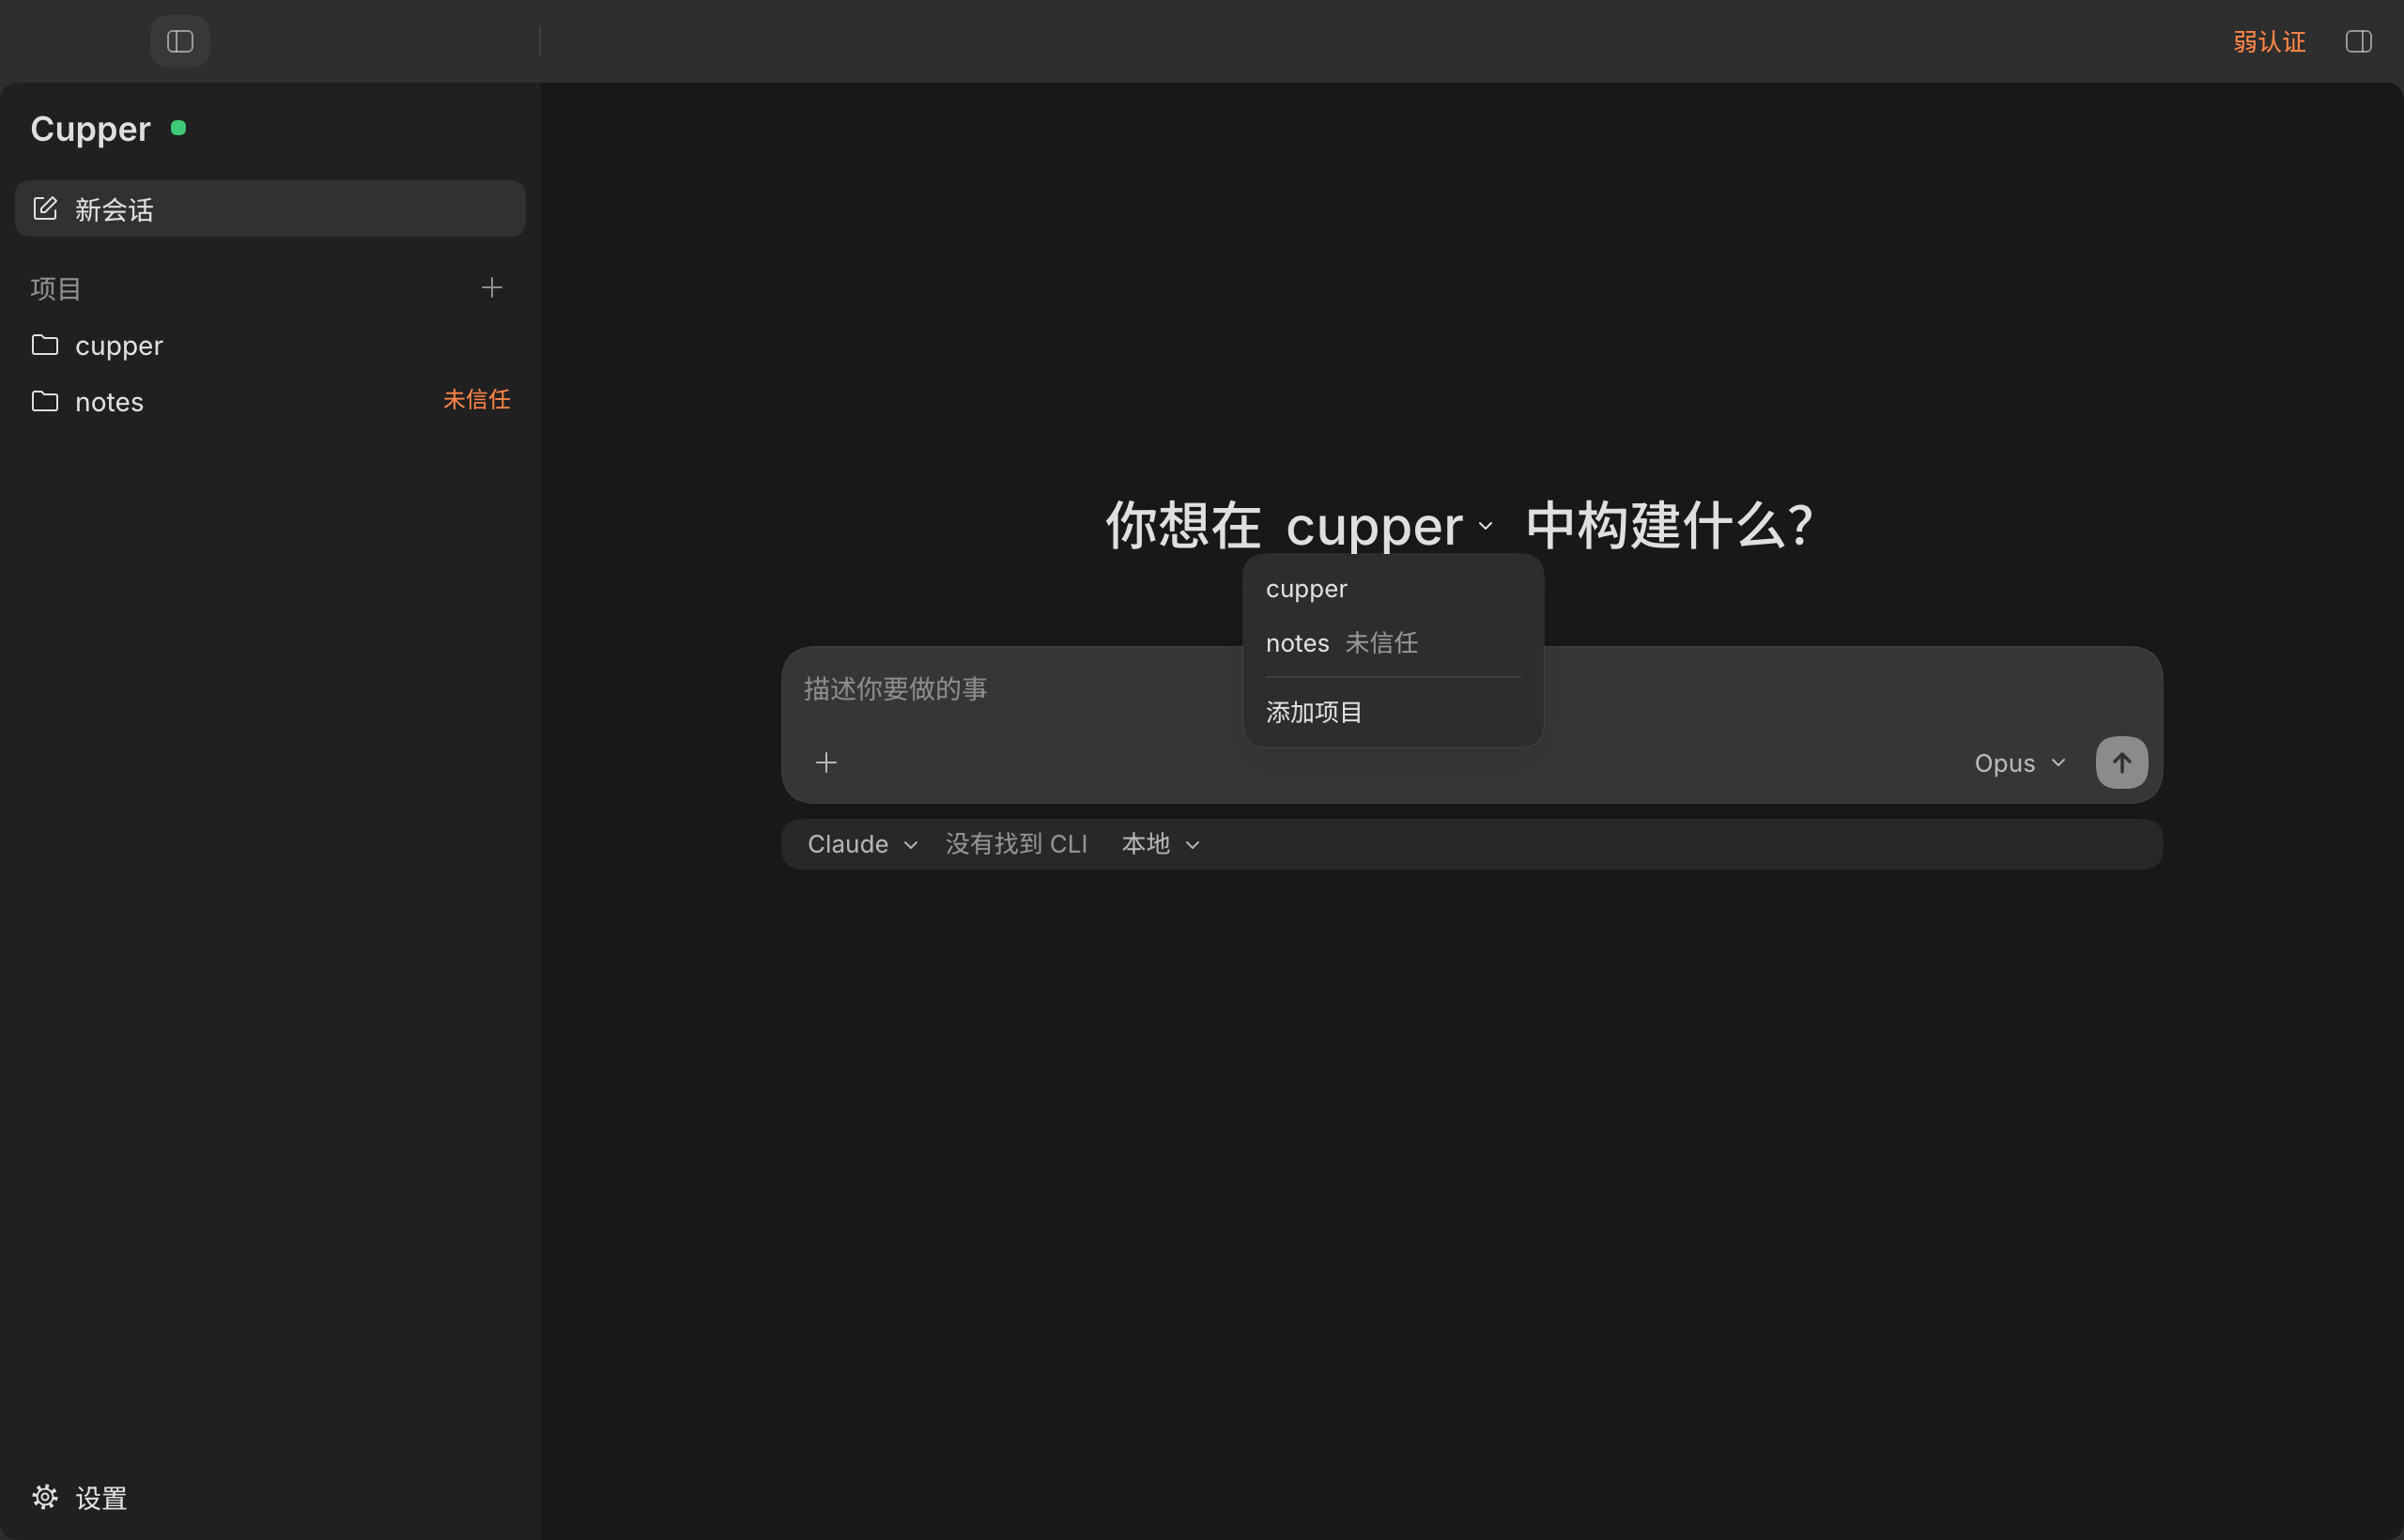 弱认证
Cupper
新会话
项目
cupper
notes 未信任
你想在 cupper 中构建什么?
cupper
notes 未信任
添加项目
描述你要做的事
Opus
Claude 没有找到 CLI 本地
设置